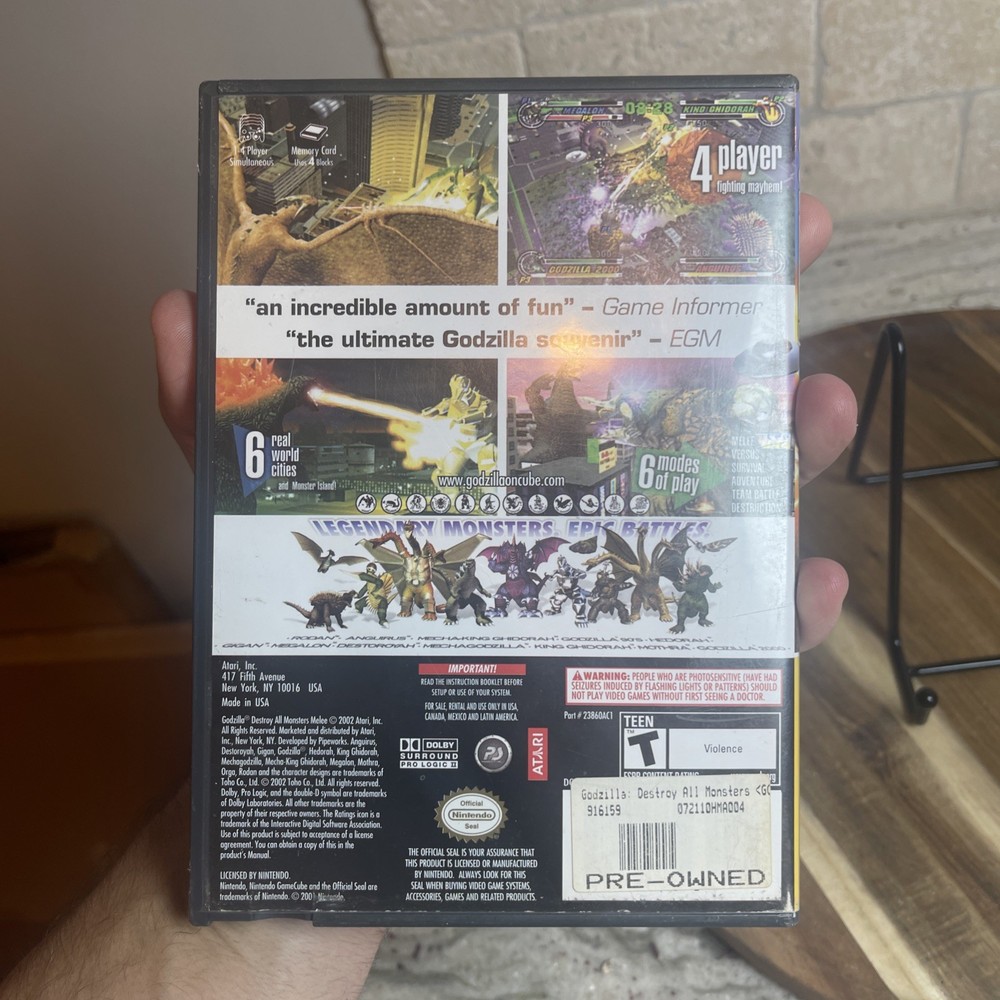 1-4 Player
Simultaneous
Memory Card
Uses 4 Blocks
MEGALON
08:28
KING GHIDORAH
P3
4 player
fighting mayhem!
GODZILLA 2000
ANGUIRUS
P3
"an incredible amount of fun" – Game Informer
"the ultimate Godzilla souvenir" – EGM
6 real
world
cities
and Monster Island!
www.godzillaoncube.com
6 modes
of play
MELEE
VERSUS
SURVIVAL
ADVENTURE
TEAM BATTLE
DESTRUCTION
LEGENDARY MONSTERS. EPIC BATTLES.
• RODAN • ANGUIRUS • MECHA-KING GHIDORAH • GODZILLA 90'S • HEDORAH •
GIGAN • MEGALON • DESTOROYAH • MECHAGODZILLA • KING GHIDORAH • MOTHRA • GODZILLA 2000
Atari, Inc.
417 Fifth Avenue
New York, NY 10016 USA
Made in USA
Godzilla® Destroy All Monsters Melee © 2002 Atari, Inc.
All Rights Reserved. Marketed and distributed by Atari,
Inc., New York, NY. Developed by Pipeworks. Anguirus,
Destoroyah, Gigan, Godzilla®, Hedorah, King Ghidorah,
Mechagodzilla, Mecha-King Ghidorah, Megalon, Mothra,
Orga, Rodan and the character designs are trademarks of
Toho Co., Ltd. © 2002 Toho Co., Ltd. All rights reserved.
Dolby, Pro Logic, and the double-D symbol are trademarks
of Dolby Laboratories. All other trademarks are the
property of their respective owners. The Ratings icon is a
trademark of the Interactive Digital Software Association.
Use of this product is subject to acceptance of a license
agreement. You can obtain a copy of this in the
product's Manual.
LICENSED BY NINTENDO.
Nintendo, Nintendo GameCube and the Official Seal are
trademarks of Nintendo. © 2001 Nintendo.
IMPORTANT!
READ THE INSTRUCTION BOOKLET BEFORE
SETUP OR USE OF YOUR SYSTEM.
FOR SALE, RENTAL AND USE ONLY IN USA,
CANADA, MEXICO AND LATIN AMERICA.
DOLBY
SURROUND
PRO LOGIC II
ATARI
Official
Nintendo
Seal
THE OFFICIAL SEAL IS YOUR ASSURANCE THAT
THIS PRODUCT IS LICENSED OR MANUFACTURED
BY NINTENDO. ALWAYS LOOK FOR THIS
SEAL WHEN BUYING VIDEO GAME SYSTEMS,
ACCESSORIES, GAMES AND RELATED PRODUCTS.
WARNING: PEOPLE WHO ARE PHOTOSENSITIVE (HAVE HAD
SEIZURES INDUCED BY FLASHING LIGHTS OR PATTERNS) SHOULD
NOT PLAY VIDEO GAMES WITHOUT FIRST SEEING A DOCTOR.
Part # 23860AC1
TEEN
T
TM
Violence
ESRB CONTENT RATING
Godzilla: Destroy All Monsters <GC
916159 072110HMA004
PRE-OWNED